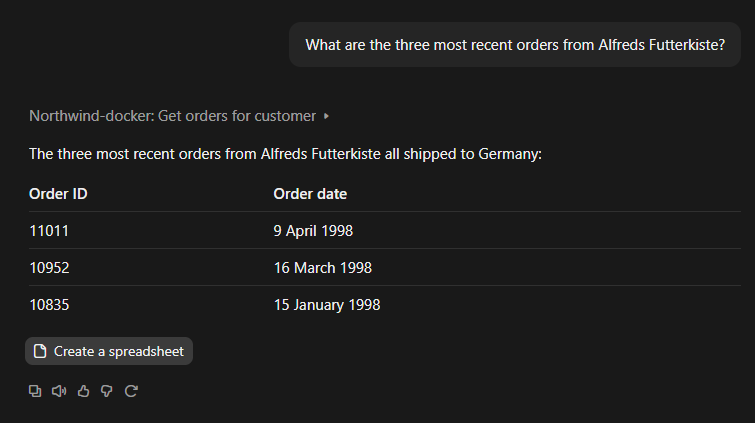 What are the three most recent orders from Alfreds Futterkiste?
Northwind-docker: Get orders for customer
The three most recent orders from Alfreds Futterkiste all shipped to Germany:
Order ID Order date
11011 9 April 1998
10952 16 March 1998
10835 15 January 1998
Create a spreadsheet